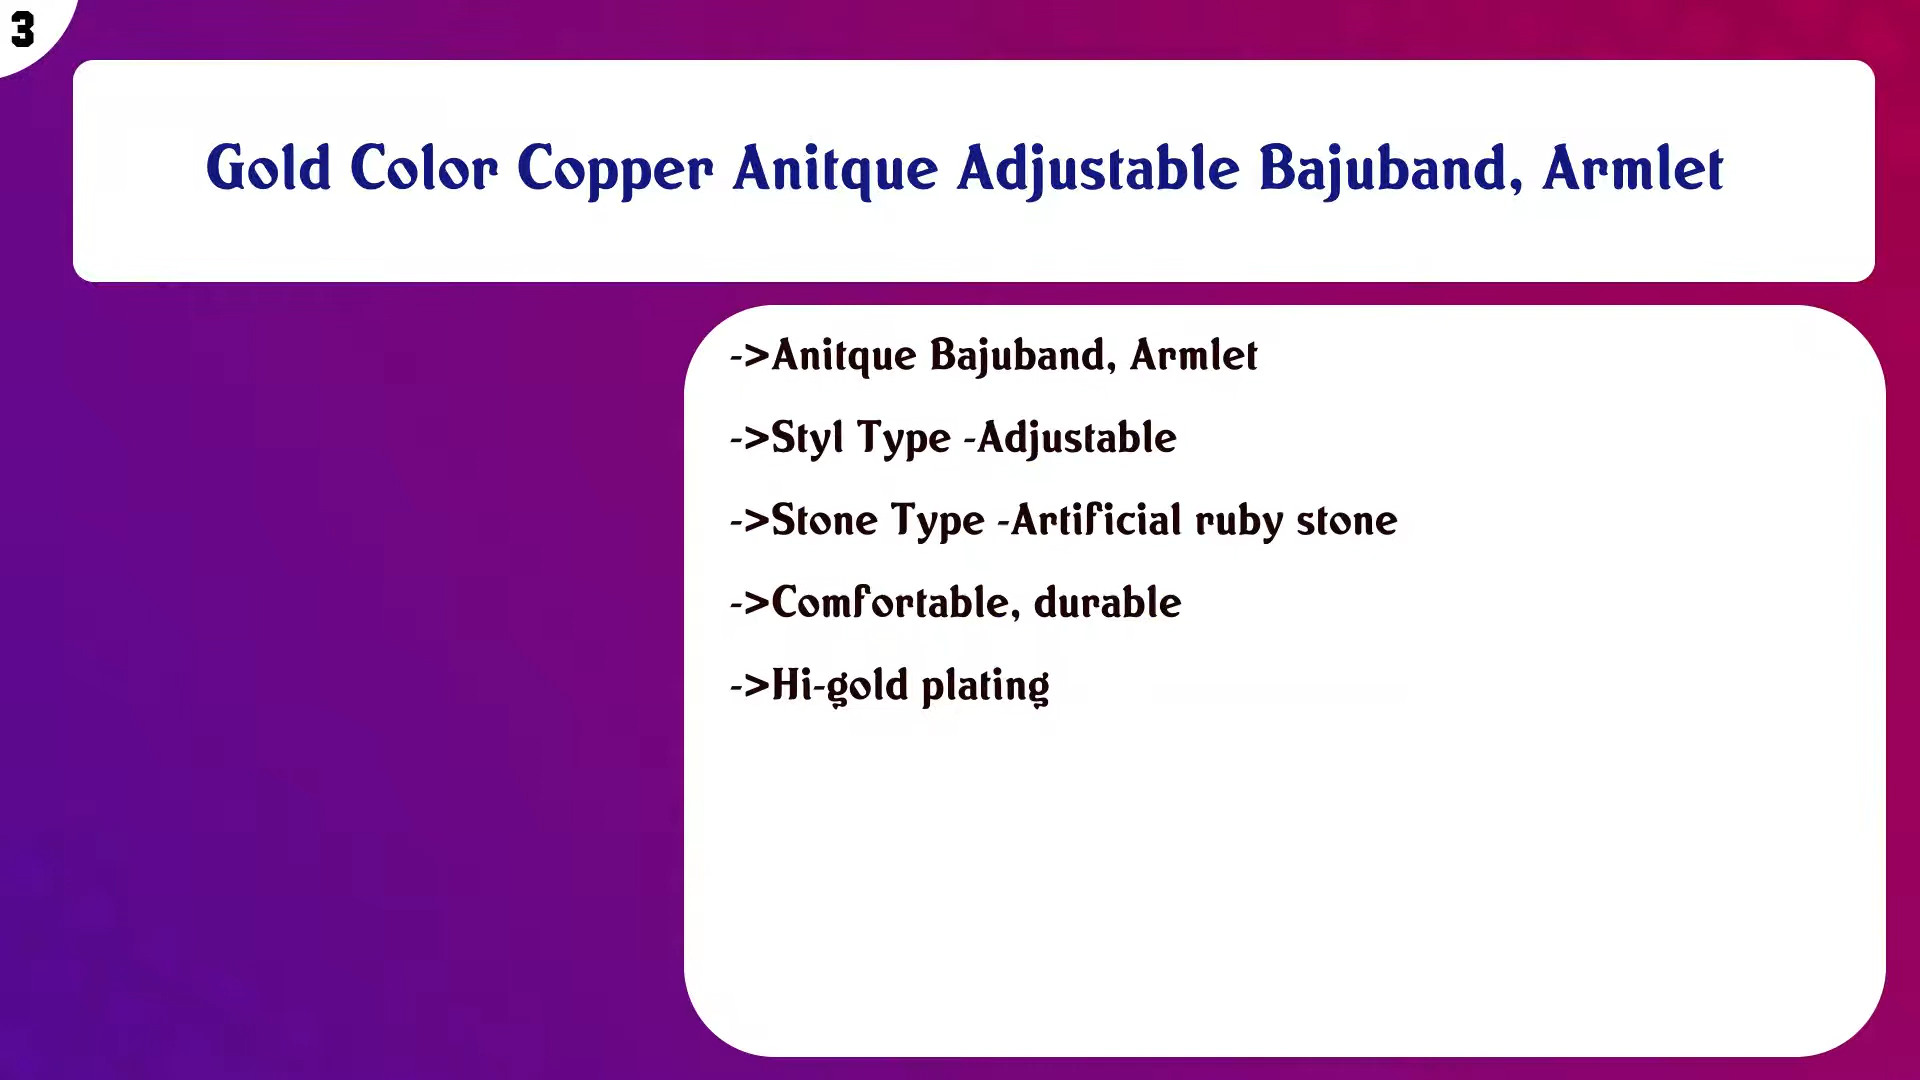 3
Gold Color Copper Anitque Adjustable Bajuband, Armlet
->Anitque Bajuband, Armlet
->Styl Type -Adjustable
->Stone Type -Artificial ruby stone
->Comfortable, durable
->Hi-gold plating